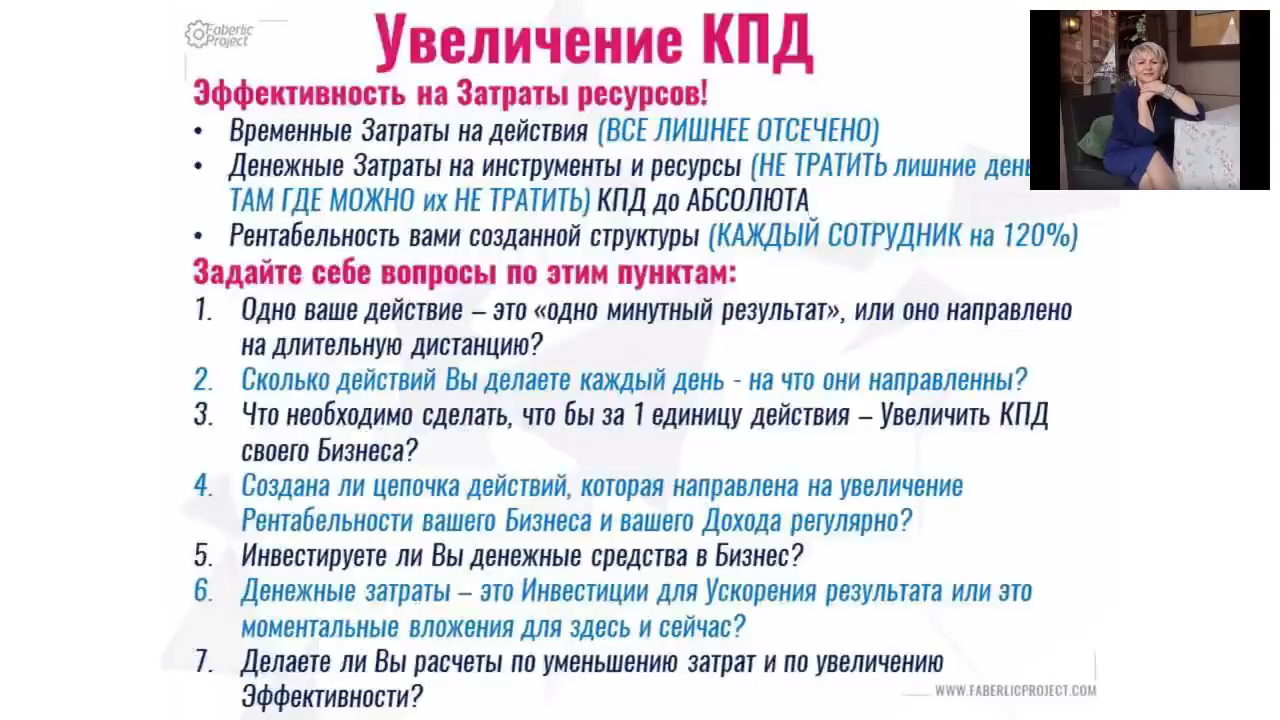 Faberlic
Project
Увеличение КПД
Эффективность на Затраты ресурсов!
• Временные Затраты на действия (ВСЕ ЛИШНЕЕ ОТСЕЧЕНО)
• Денежные Затраты на инструменты и ресурсы (НЕ ТРАТИТЬ лишние
ТАМ ГДЕ МОЖНО их НЕ ТРАТИТЬ) КПД до АБСОЛЮТА
• Рентабельность вами созданной структуры (КАЖДЫЙ СОТРУДНИК на 120%)
Задайте себе вопросы по этим пунктам:
1. Одно ваше действие – это «одно минутный результат», или оно направлено
на длительную дистанцию?
2. Сколько действий Вы делаете каждый день - на что они направленны?
3. Что необходимо сделать, что бы за 1 единицу действия – Увеличить КПД
своего Бизнеса?
4. Создана ли цепочка действий, которая направлена на увеличение
Рентабельности вашего Бизнеса и вашего Дохода регулярно?
5. Инвестируете ли Вы денежные средства в Бизнес?
6. Денежные затраты – это Инвестиции для Ускорения результата или это
моментальные вложения для здесь и сейчас?
7. Делаете ли Вы расчеты по уменьшению затрат и по увеличению
Эффективности?
WWW.FABERLICPROJECT.COM